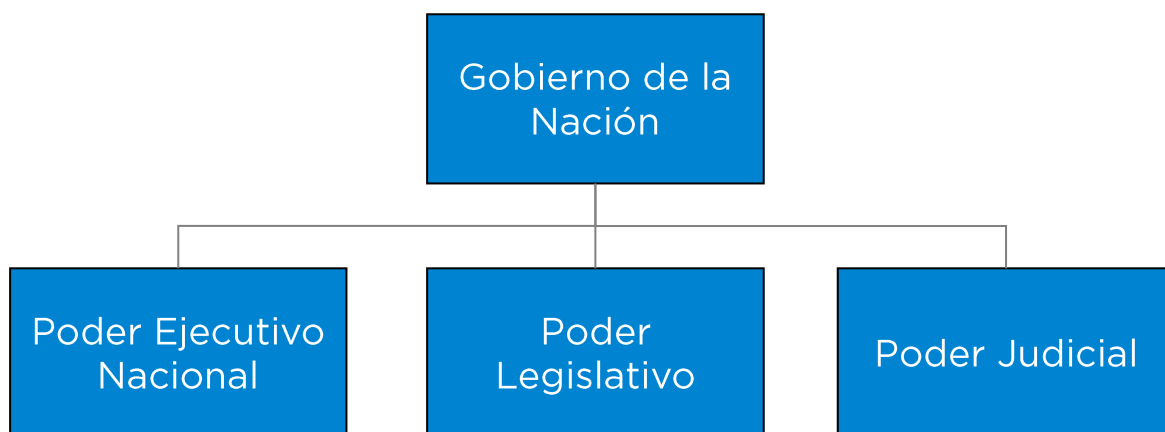 Gobierno de la
Nación
Poder Ejecutivo
Nacional
Poder
Legislativo
Poder Judicial